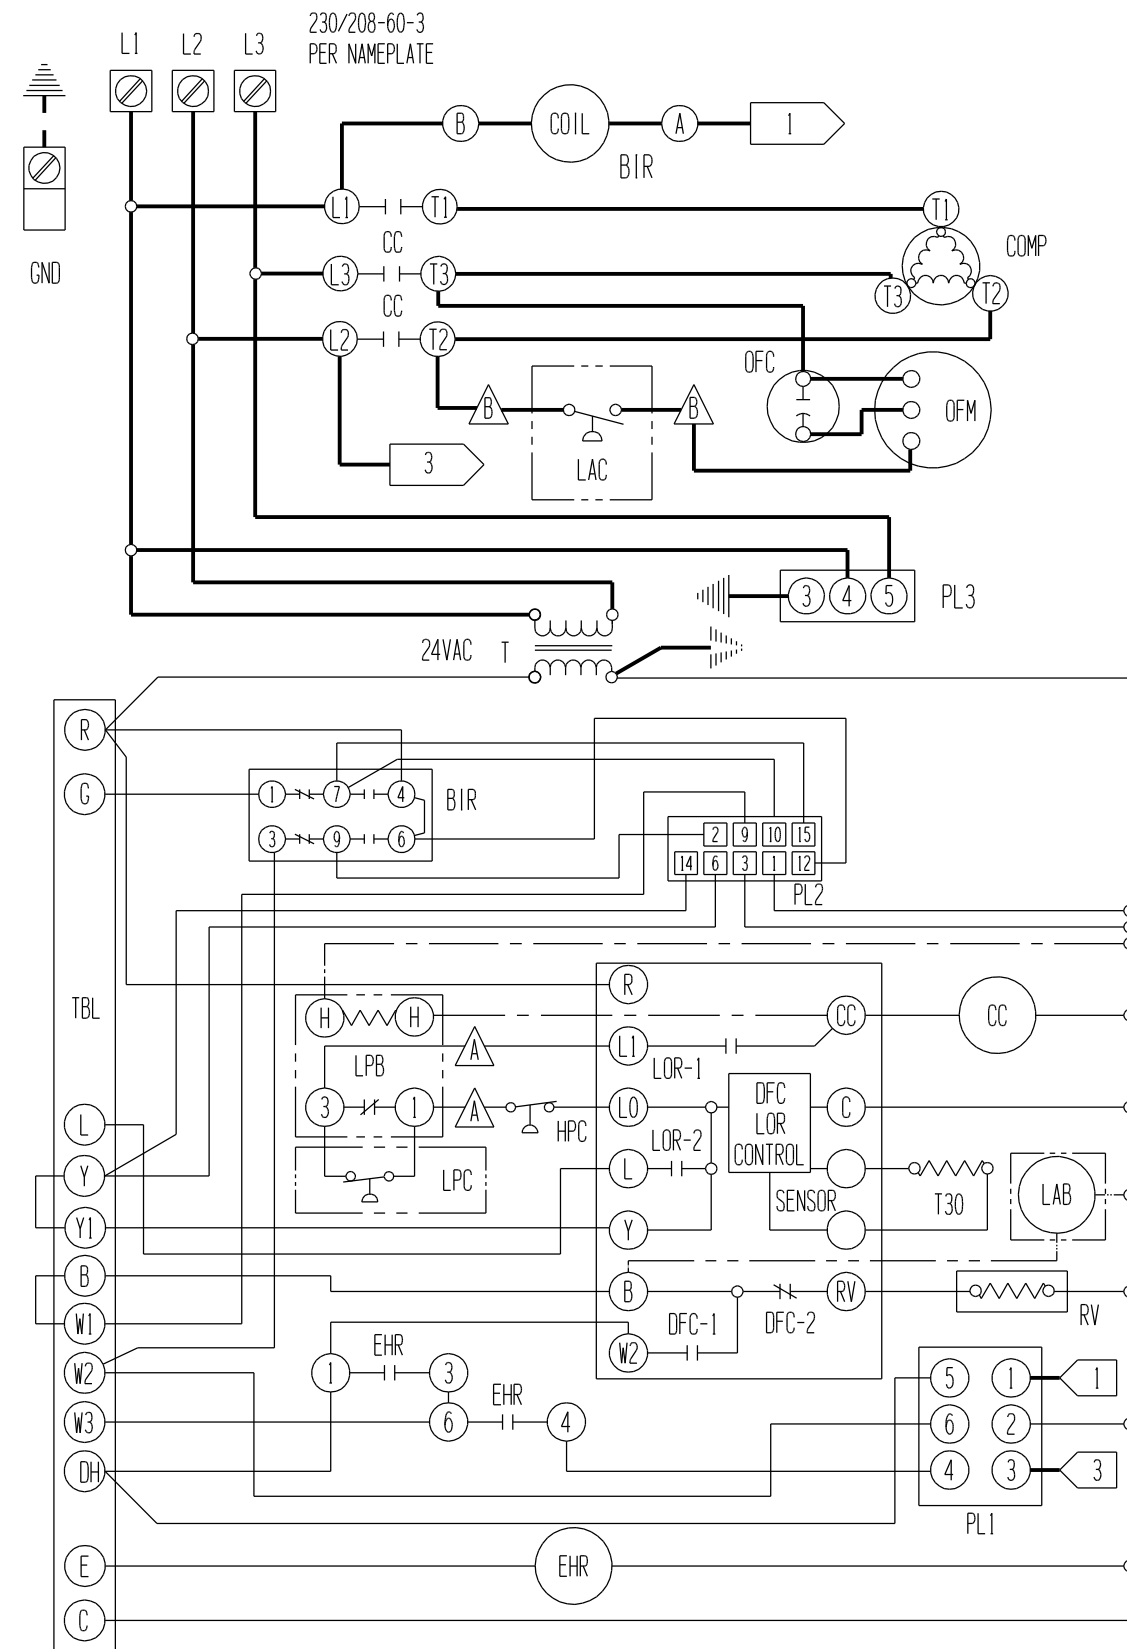 230/208-60-3
PER NAMEPLATE
L1 L2 L3
B COIL A 1
BIR
L1 T1 T1
CC COMP
GND
L3 T3 T3 T2
CC
L2 T2
OFC
B B OFM
3 LAC
3 4 5 PL3
24VAC T
R
G 1 7 4 BIR
3 9 6
2 9 10 15
14 6 3 1 12
PL2
R
TBL
H H CC CC
L1
LPB LOR-1
DFC
LOR
CONTROL
A
3 1 A LO C
HPC
L LOR-2
Y LPC L SENSOR T30 LAB
Y1 Y
B B RV
DFC-1 DFC-2 RV
W1 EHR W2
W2 1 3 5 1 1
EHR
W3 6 4 6 2
DH 4 3 3
PL1
E EHR
C